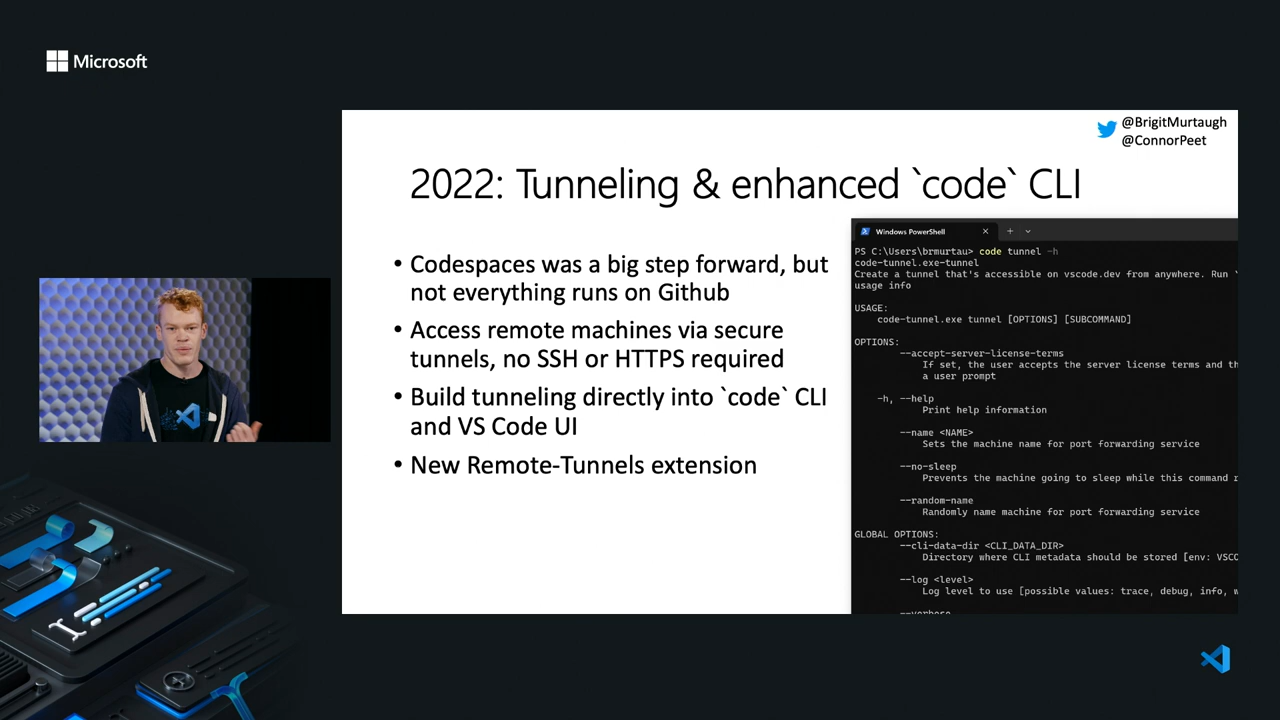 Microsoft
@BrigitMurtaugh
@ConnorPeet
2022: Tunneling & enhanced `code` CLI
• Codespaces was a big step forward, but
not everything runs on Github
• Access remote machines via secure
tunnels, no SSH or HTTPS required
• Build tunneling directly into `code` CLI
and VS Code UI
• New Remote-Tunnels extension
Windows PowerShell
PS C:\Users\brmurtau> code tunnel -h
code-tunnel.exe-tunnel
Create a tunnel that's accessible on vscode.dev from anywhere. Run `
usage info
USAGE:
code-tunnel.exe tunnel [OPTIONS] [SUBCOMMAND]
OPTIONS:
--accept-server-license-terms
If set, the user accepts the server license terms and th
a user prompt
-h, --help
Print help information
--name <NAME>
Sets the machine name for port forwarding service
--no-sleep
Prevents the machine going to sleep while this command r
--random-name
Randomly name machine for port forwarding service
GLOBAL OPTIONS:
--cli-data-dir <CLI_DATA_DIR>
Directory where CLI metadata should be stored [env: VSCO
--log <level>
Log level to use [possible values: trace, debug, info, w
--verbose